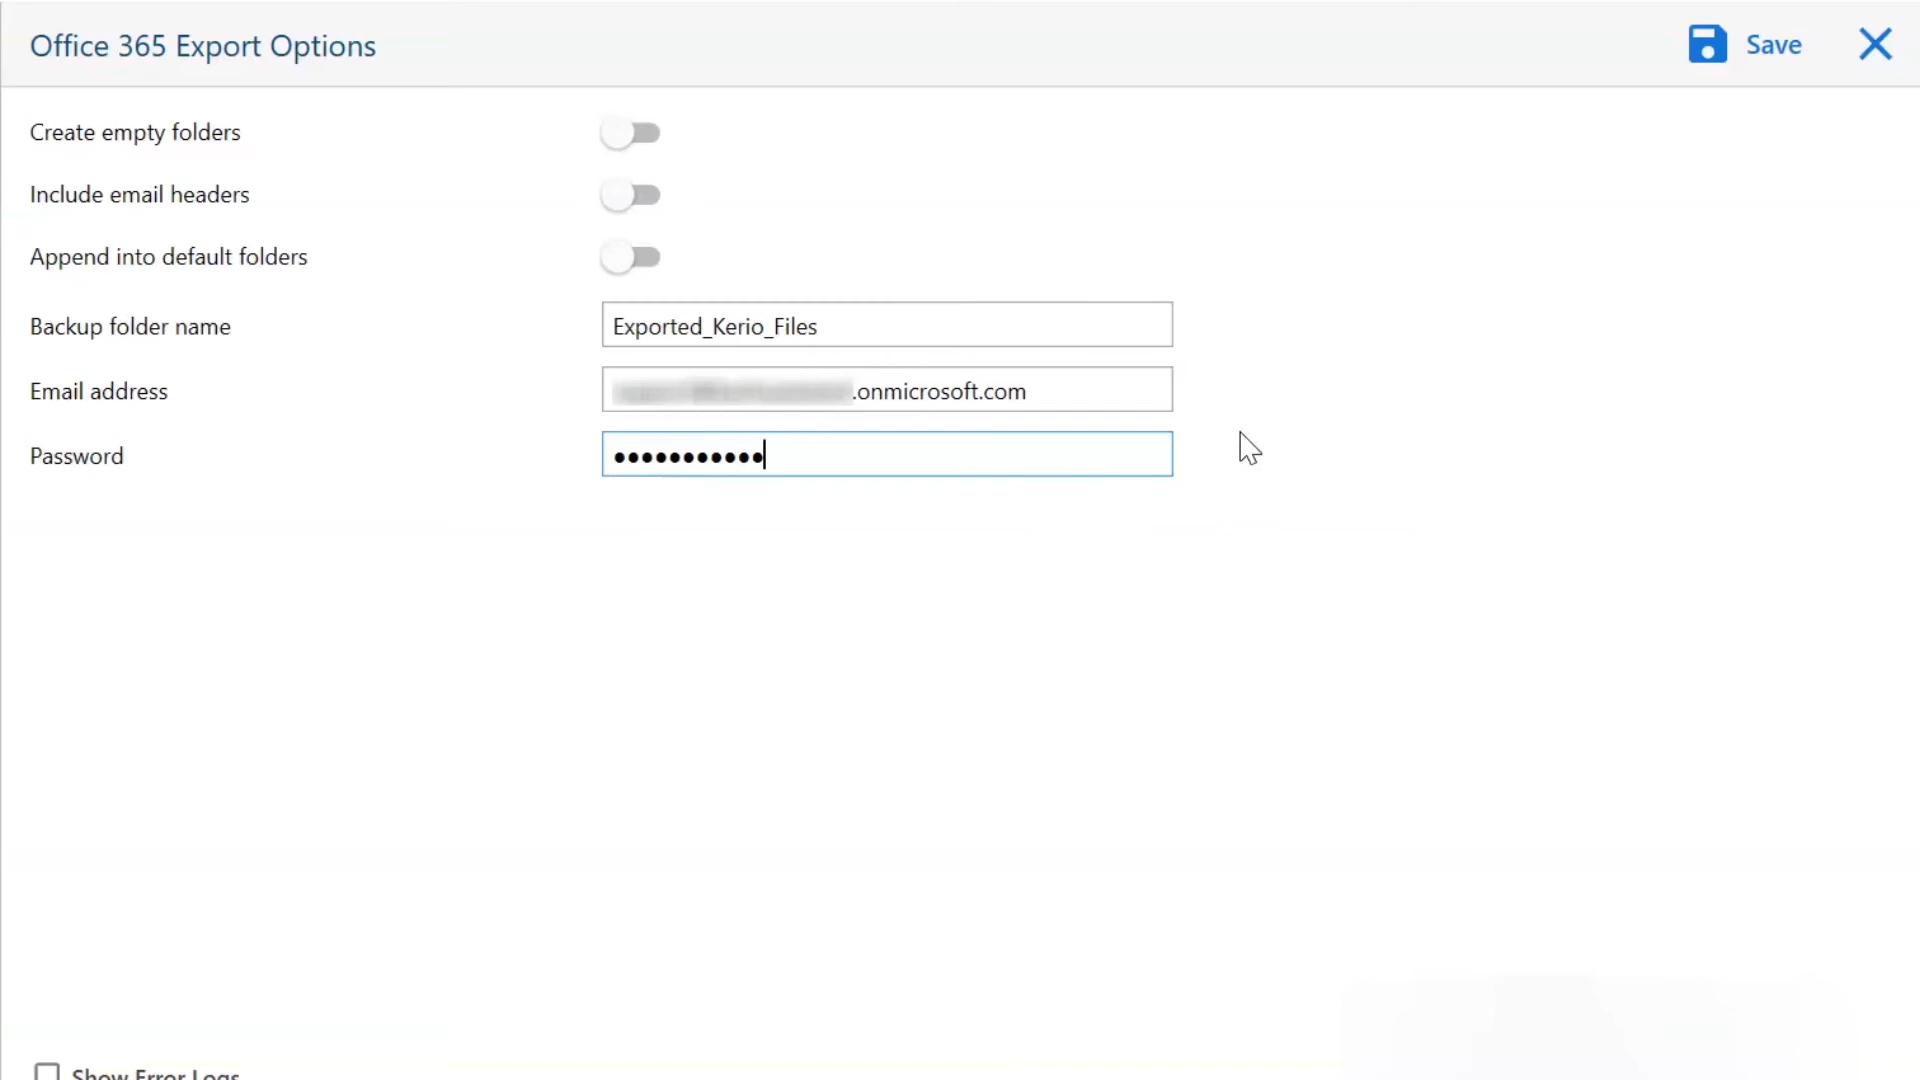 Office 365 Export Options
Save
Create empty folders
Include email headers
Append into default folders
Backup folder name
Exported_Kerio_Files
Email address
.onmicrosoft.com
Password
•••••••••••
Show Error Logs